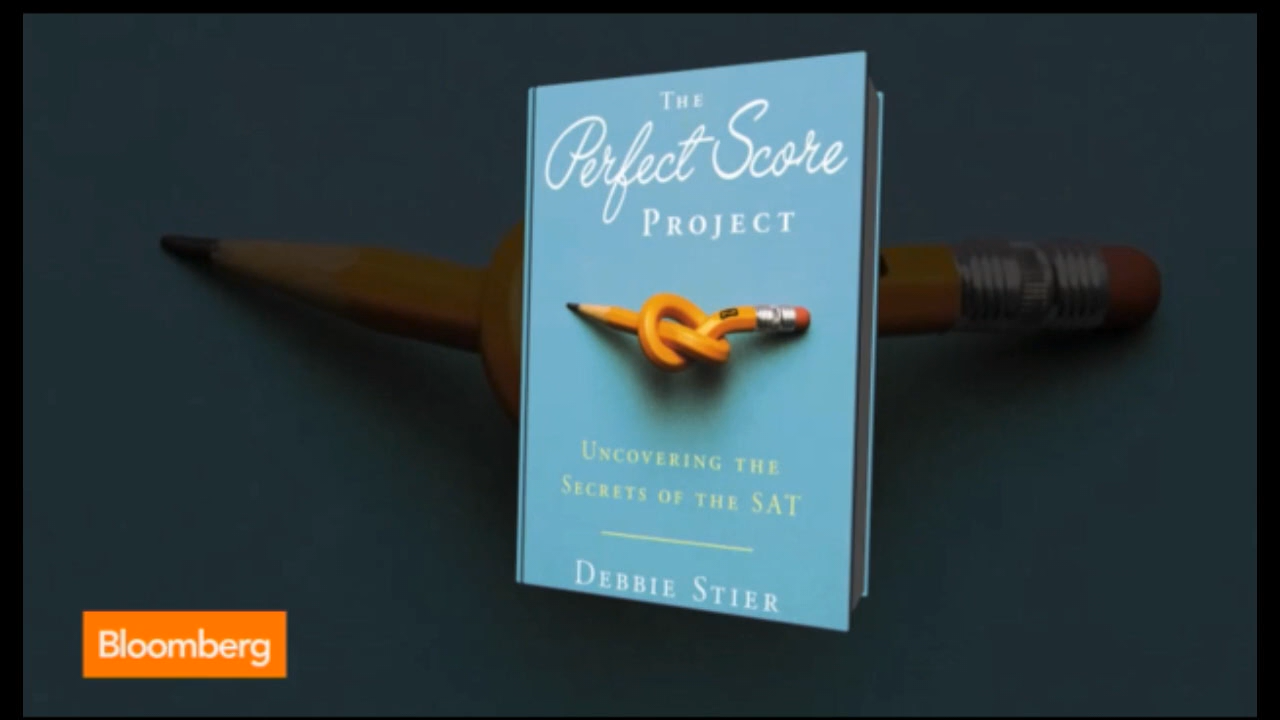 The
Perfect Score
Project
Uncovering the
Secrets of the SAT
Debbie Stier
Bloomberg